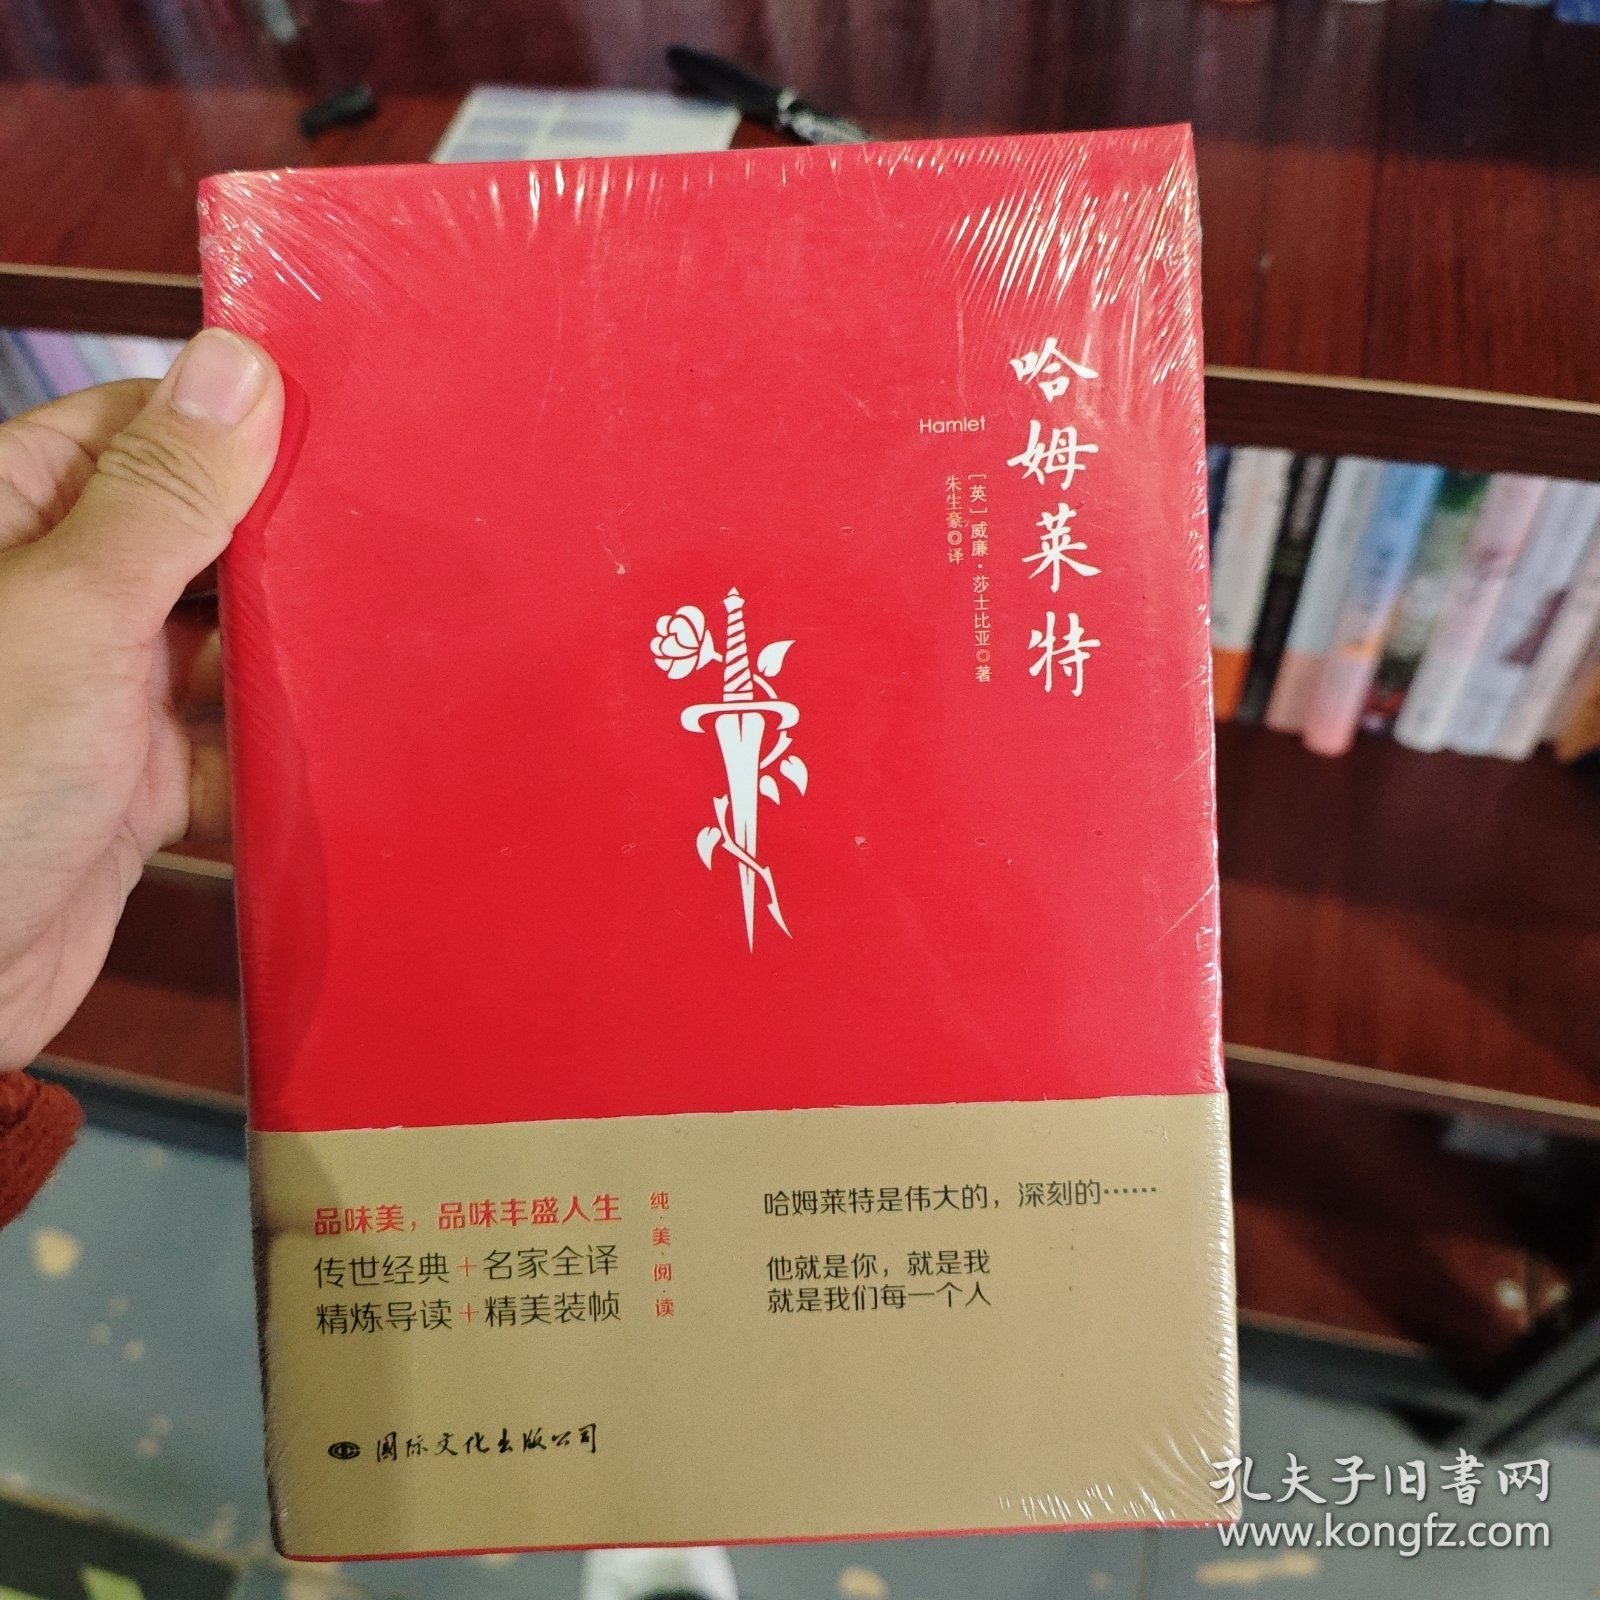 哈姆莱特
Hamlet
［英］威廉·莎士比亚◎著
朱生豪◎译
品味美，品味丰盛人生
传世经典+名家全译
精炼导读+精美装帧
纯·美·阅·读
哈姆莱特是伟大的，深刻的……
他就是你，就是我
就是我们每一个人
国际文化出版公司
孔夫子旧书网
www.kongfz.com